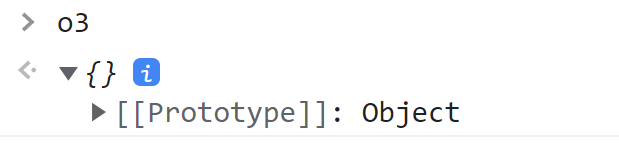 > o3
<· ▼ {} i
▶ [[Prototype]]: Object